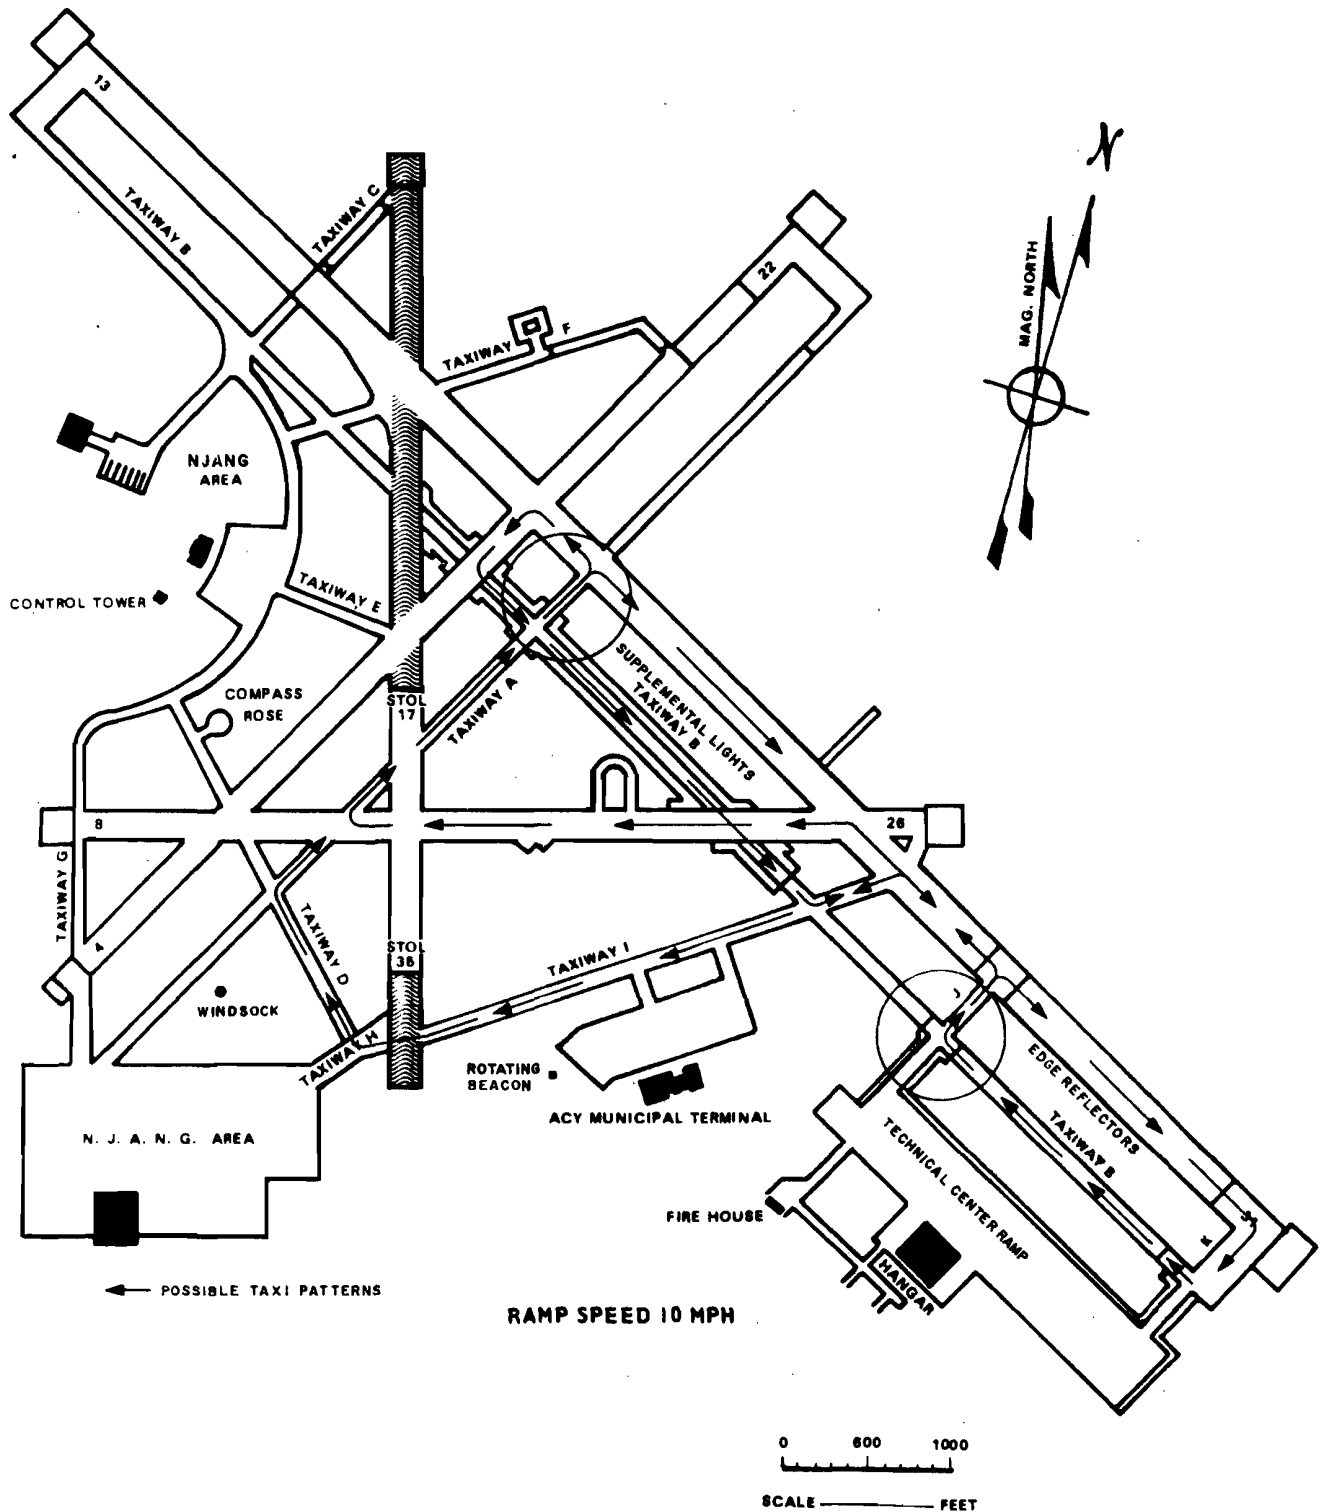 13
TAXIWAY B
TAXIWAY C
22
TAXIWAY F
N
MAG. NORTH
NJANG
AREA
CONTROL TOWER
TAXIWAY E
COMPASS
ROSE
STOL
17
TAXIWAY A
SUPPLEMENTAL LIGHTS
TAXIWAY B
8
26
TAXIWAY G
4
TAXIWAY D
STOL
35
TAXIWAY I
WINDSOCK
TAXIWAY H
ROTATING
BEACON
ACY MUNICIPAL TERMINAL
J
EDGE REFLECTORS
TAXIWAY B
N. J. A. N. G. AREA
TECHNICAL CENTER RAMP
FIRE HOUSE
HANGAR
K
31
POSSIBLE TAXI PATTERNS
RAMP SPEED 10 MPH
0 600 1000
SCALE FEET